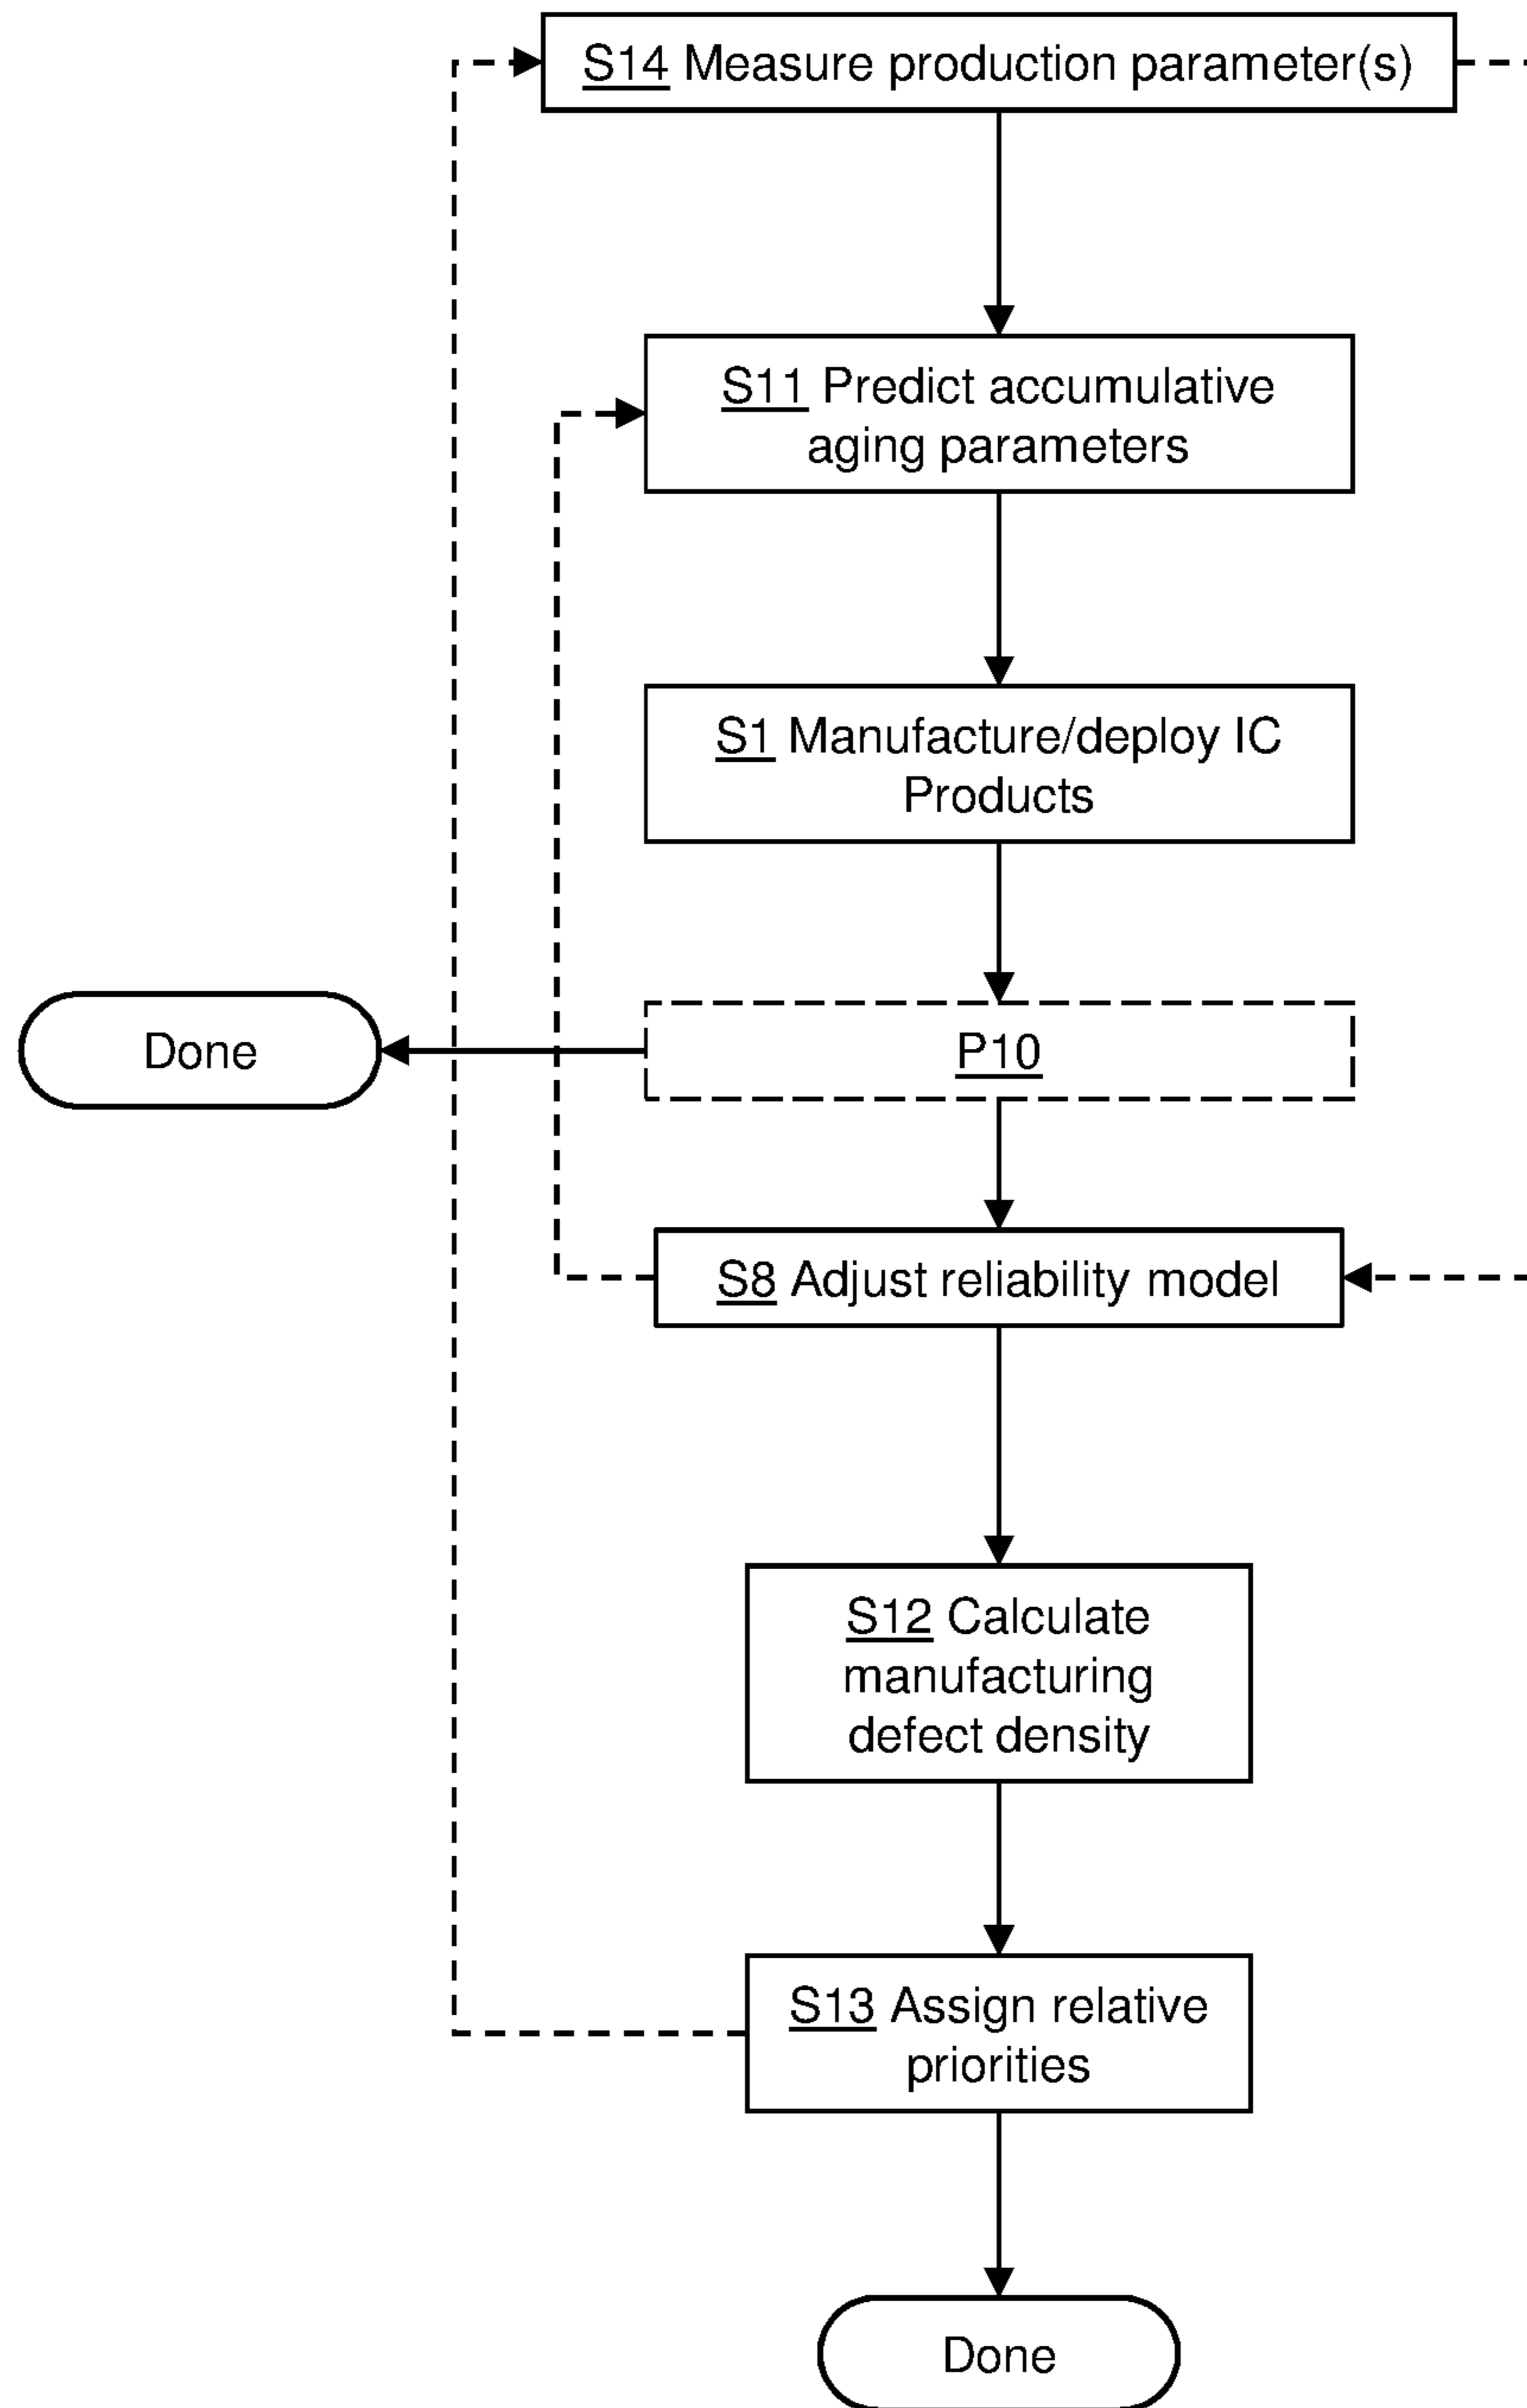 S14 Measure production parameter(s)
S11 Predict accumulative
aging parameters
S1 Manufacture/deploy IC
Products
Done
P10
S8 Adjust reliability model
S12 Calculate
manufacturing
defect density
S13 Assign relative
priorities
Done